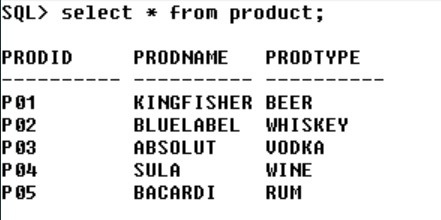 SQL> select * from product;
PRODID     PRODNAME   PRODTYPE
---------- ---------- ----------
P01        KINGFISHER BEER
P02        BLUELABEL  WHISKEY
P03        ABSOLUT    VODKA
P04        SULA       WINE
P05        BACARDI    RUM